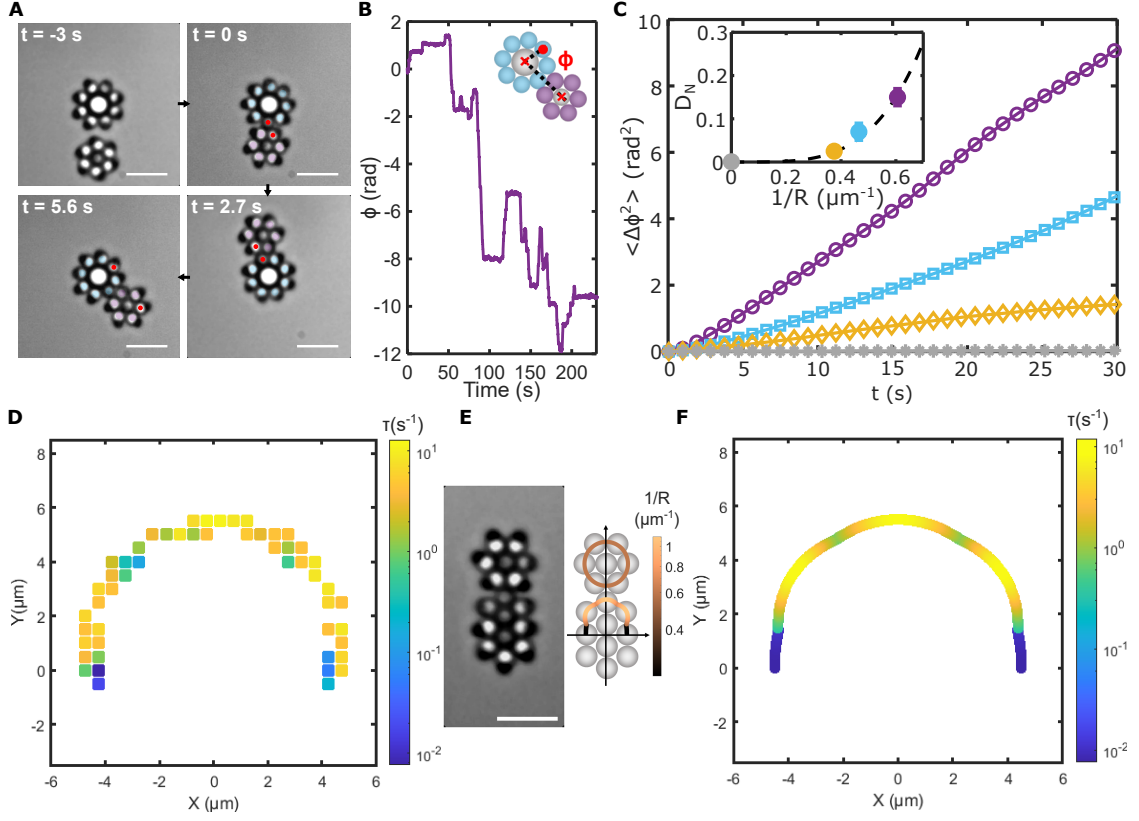 A
t = -3 s
t = 0 s
t = 5.6 s
t = 2.7 s
B
ϕ (rad)
2
0
-2
-4
-6
-8
-10
-12
0 50 100 150 200
Time (s)
ϕ
C
<Δϕ²> (rad²)
10
8
6
4
2
0
0 5 10 15 20 25 30
t (s)
D_N
0.3
0.2
0.1
0
0 0.2 0.4 0.6
1/R (μm⁻¹)
D
Y(μm)
8
6
4
2
0
-2
-6 -4 -2 0 2 4 6
X (μm)
τ(s⁻¹)
10¹
10⁰
10⁻¹
10⁻²
E
1/R
(μm⁻¹)
1
0.8
0.6
0.4
F
Y (μm)
8
6
4
2
0
-2
-6 -4 -2 0 2 4 6
X (μm)
τ(s⁻¹)
10¹
10⁰
10⁻¹
10⁻²